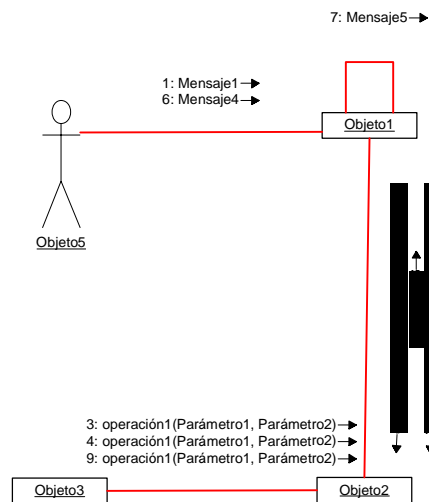 7: Mensaje5
1: Mensaje1
6: Mensaje4
Objeto1
Objeto5
3: operación1(Parámetro1, Parámetro2)
4: operación1(Parámetro1, Parámetro2)
9: operación1(Parámetro1, Parámetro2)
Objeto3
Objeto2